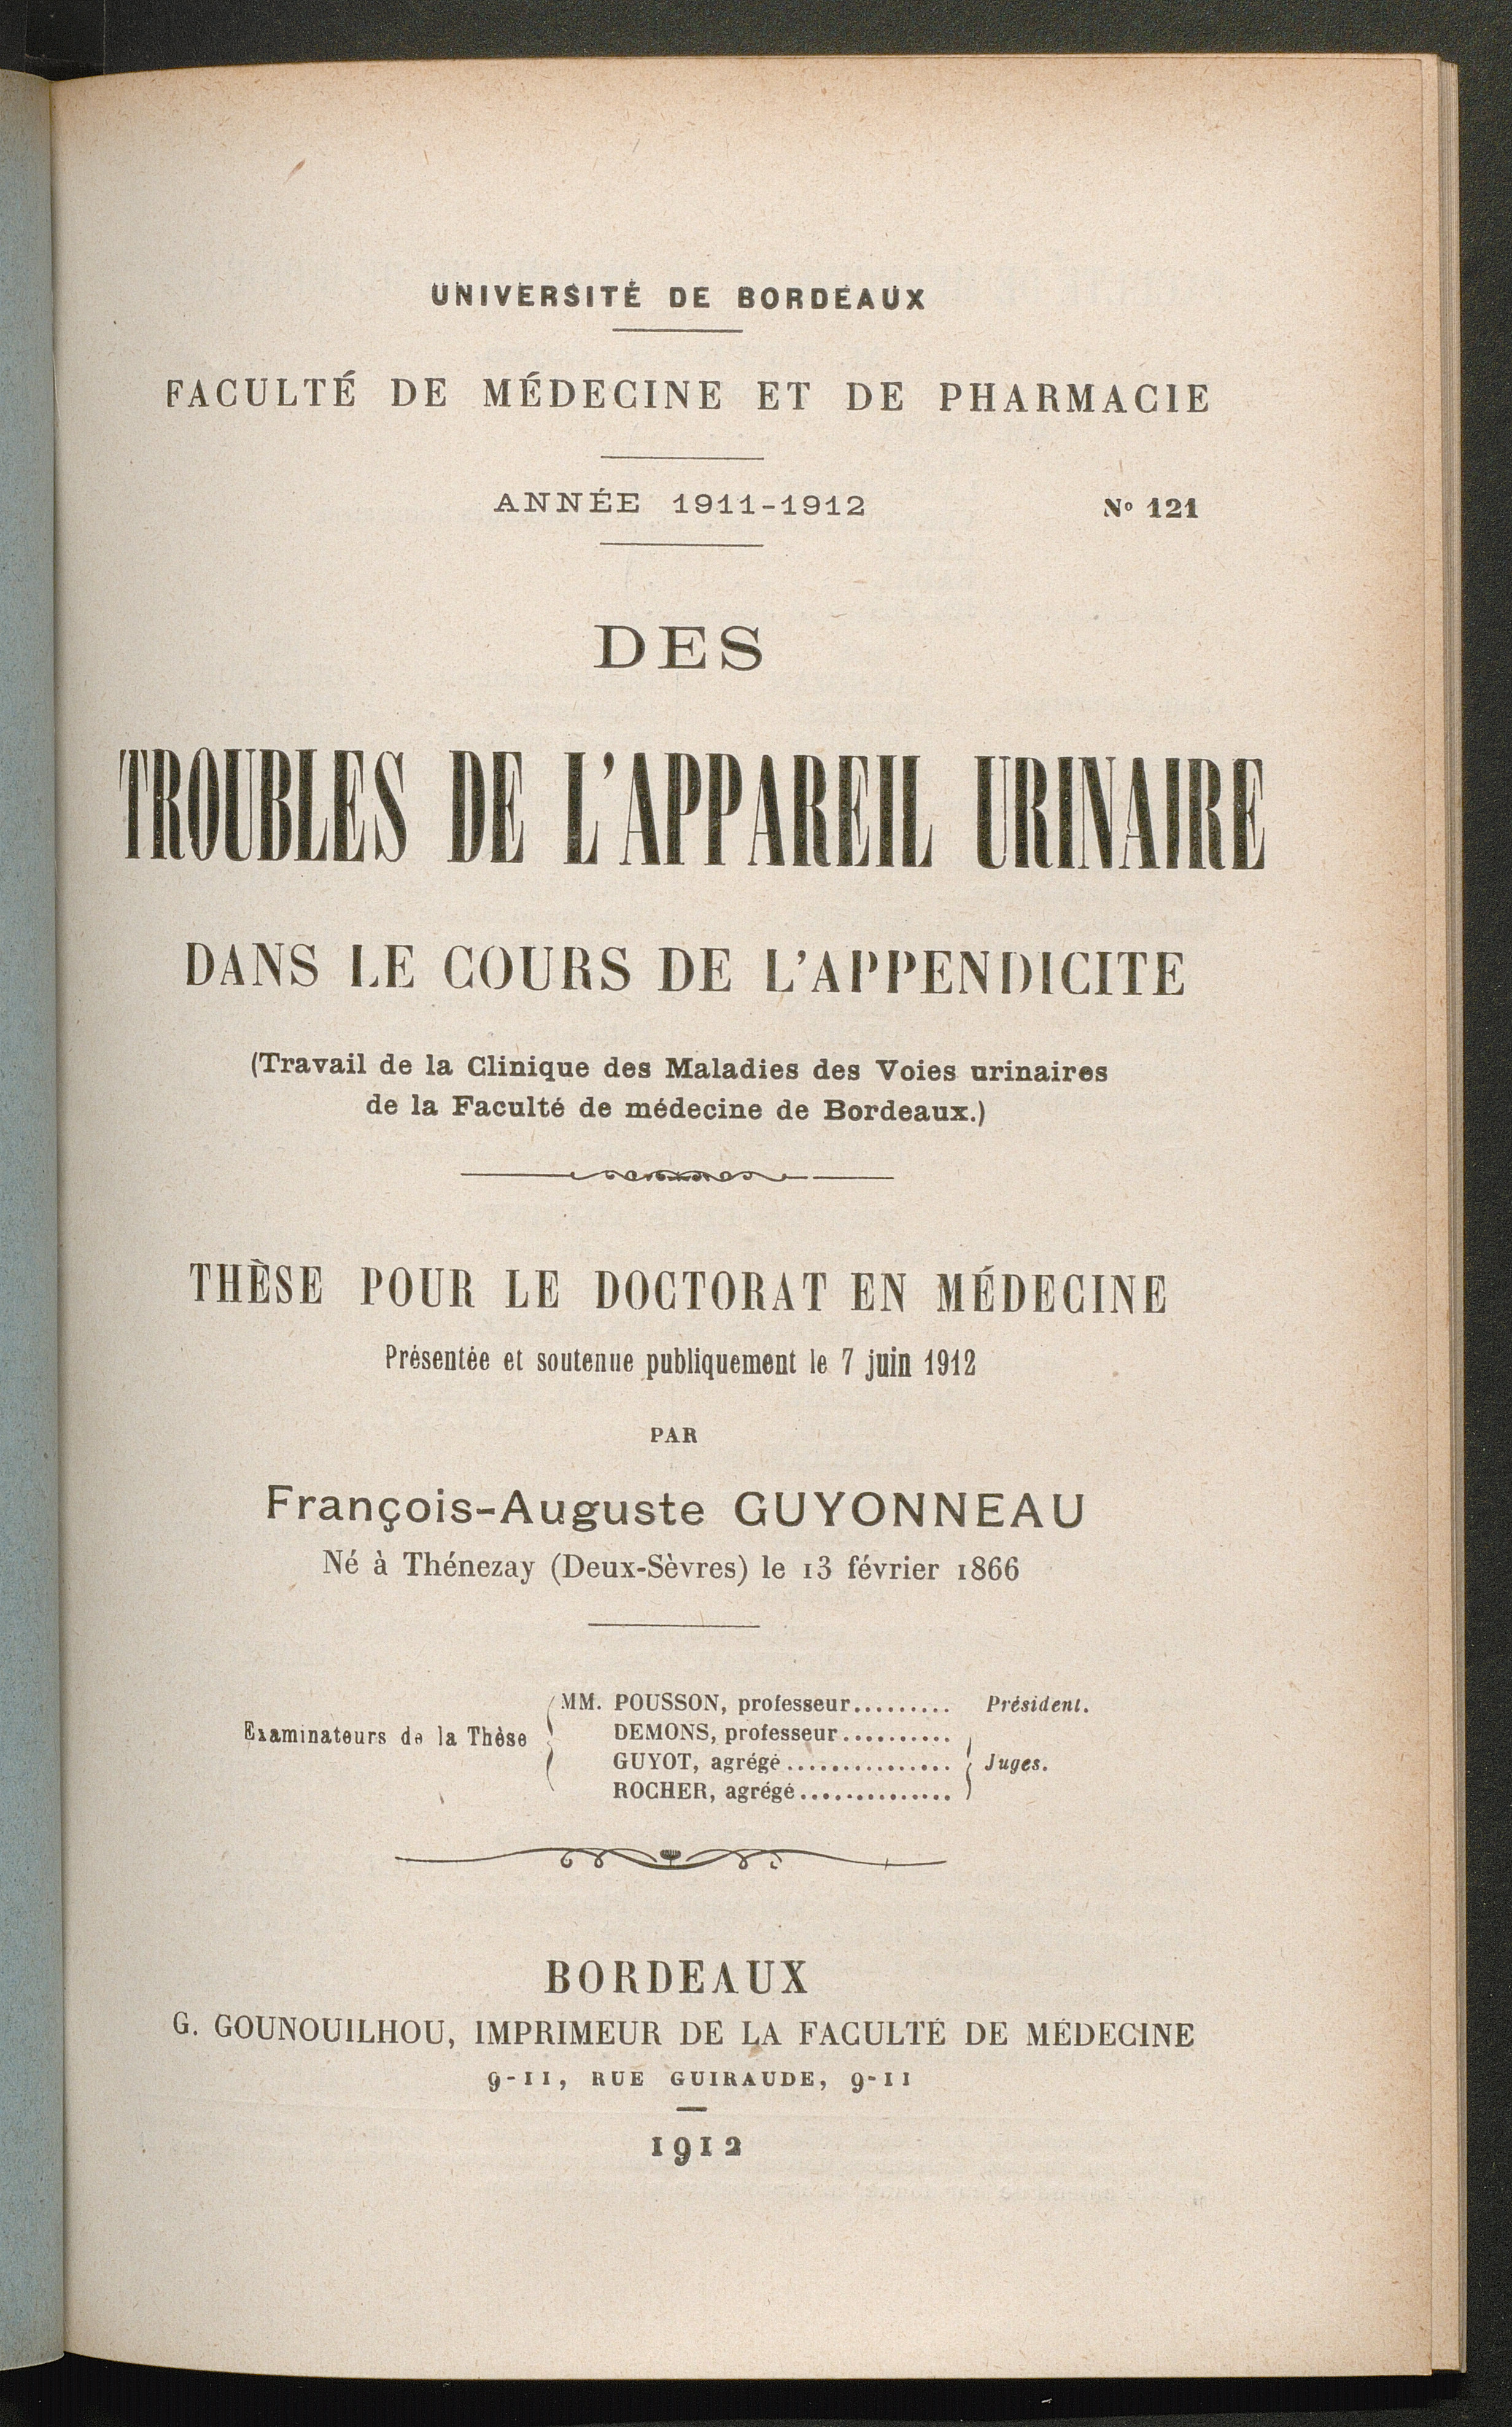 UNIVERSITÉ DE BORDEAUX
FACULTÉ DE MÉDECINE ET DE PHARMACIE
ANNÉE 1911-1912 Nº 121
DES
TROUBLES DE L'APPAREIL URINAIRE
DANS LE COURS DE L'APPENDICITE
(Travail de la Clinique des Maladies des Voies urinaires
de la Faculté de médecine de Bordeaux.)
THÈSE POUR LE DOCTORAT EN MÉDECINE
Présentée et soutenue publiquement le 7 juin 1912
PAR
François-Auguste GUYONNEAU
Né à Thénezay (Deux-Sèvres) le 13 février 1866
MM. POUSSON, professeur......... Président.
Examinateurs de la Thèse DEMONS, professeur..........
GUYOT, agrégé............... Juges.
ROCHER, agrégé..............
BORDEAUX
G. GOUNOUILHOU, IMPRIMEUR DE LA FACULTÉ DE MÉDECINE
9-11, RUE GUIRAUDE, 9-11
1912